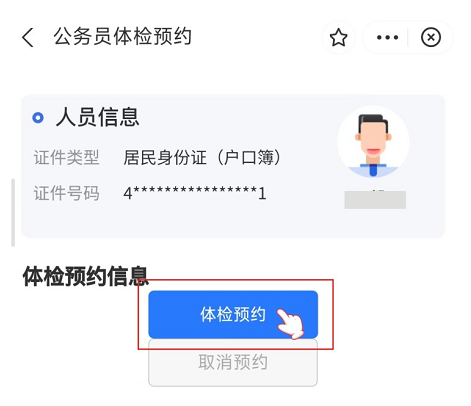 公务员体检预约
人员信息
证件类型 居民身份证（户口簿）
证件号码 4****************1
体检预约信息
体检预约
取消预约